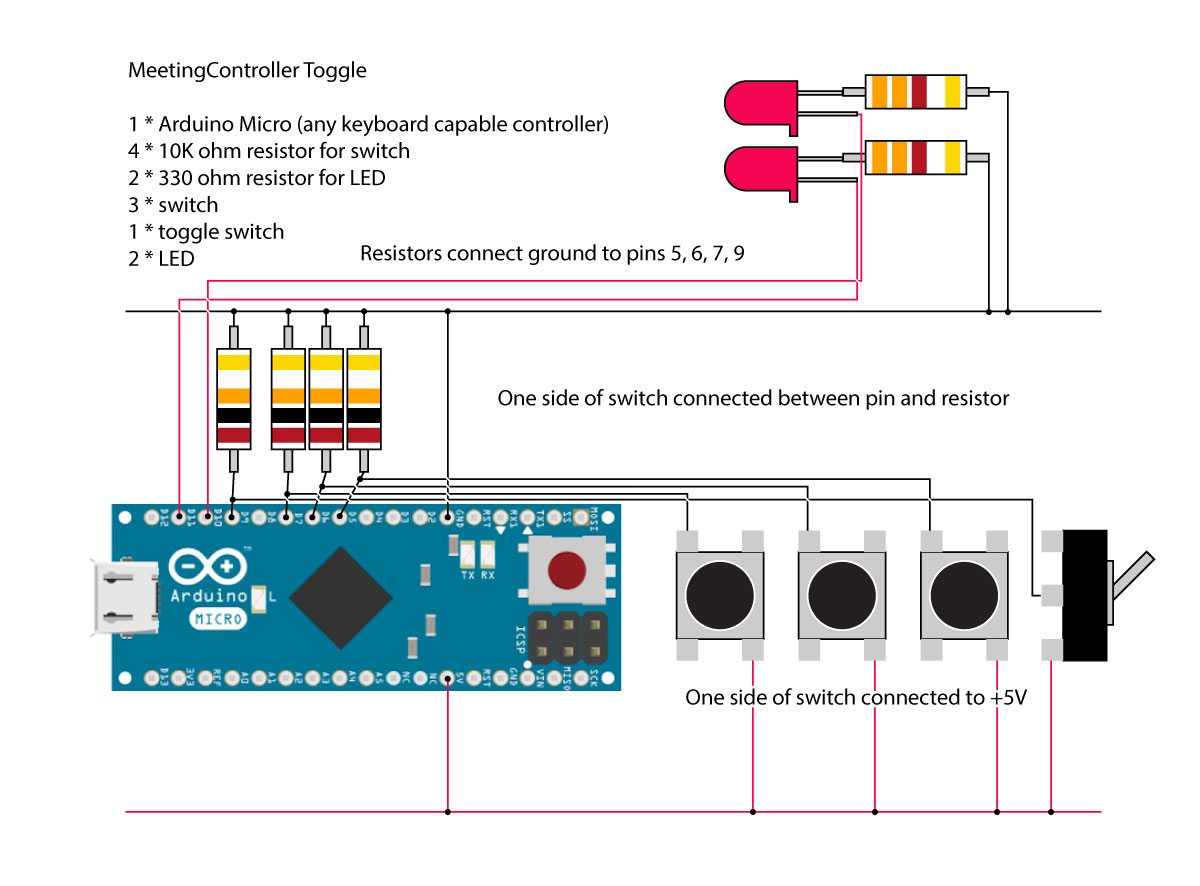 MeetingController Toggle
1 * Arduino Micro (any keyboard capable controller)
4 * 10K ohm resistor for switch
2 * 330 ohm resistor for LED
3 * switch
1 * toggle switch
2 * LED
Resistors connect ground to pins 5, 6, 7, 9
One side of switch connected between pin and resistor
D12 D11 D10 D9 D8 D7 D6 D5 D4 D3 D2 GND RST RX1 TX1 SS MOSI
TM
TX RX
Arduino L
MICRO
ICSP
D13 3V3 REF A0 A1 A2 A3 A4 A5 NC NC 5V RST GND VIN MISO SCK
One side of switch connected to +5V